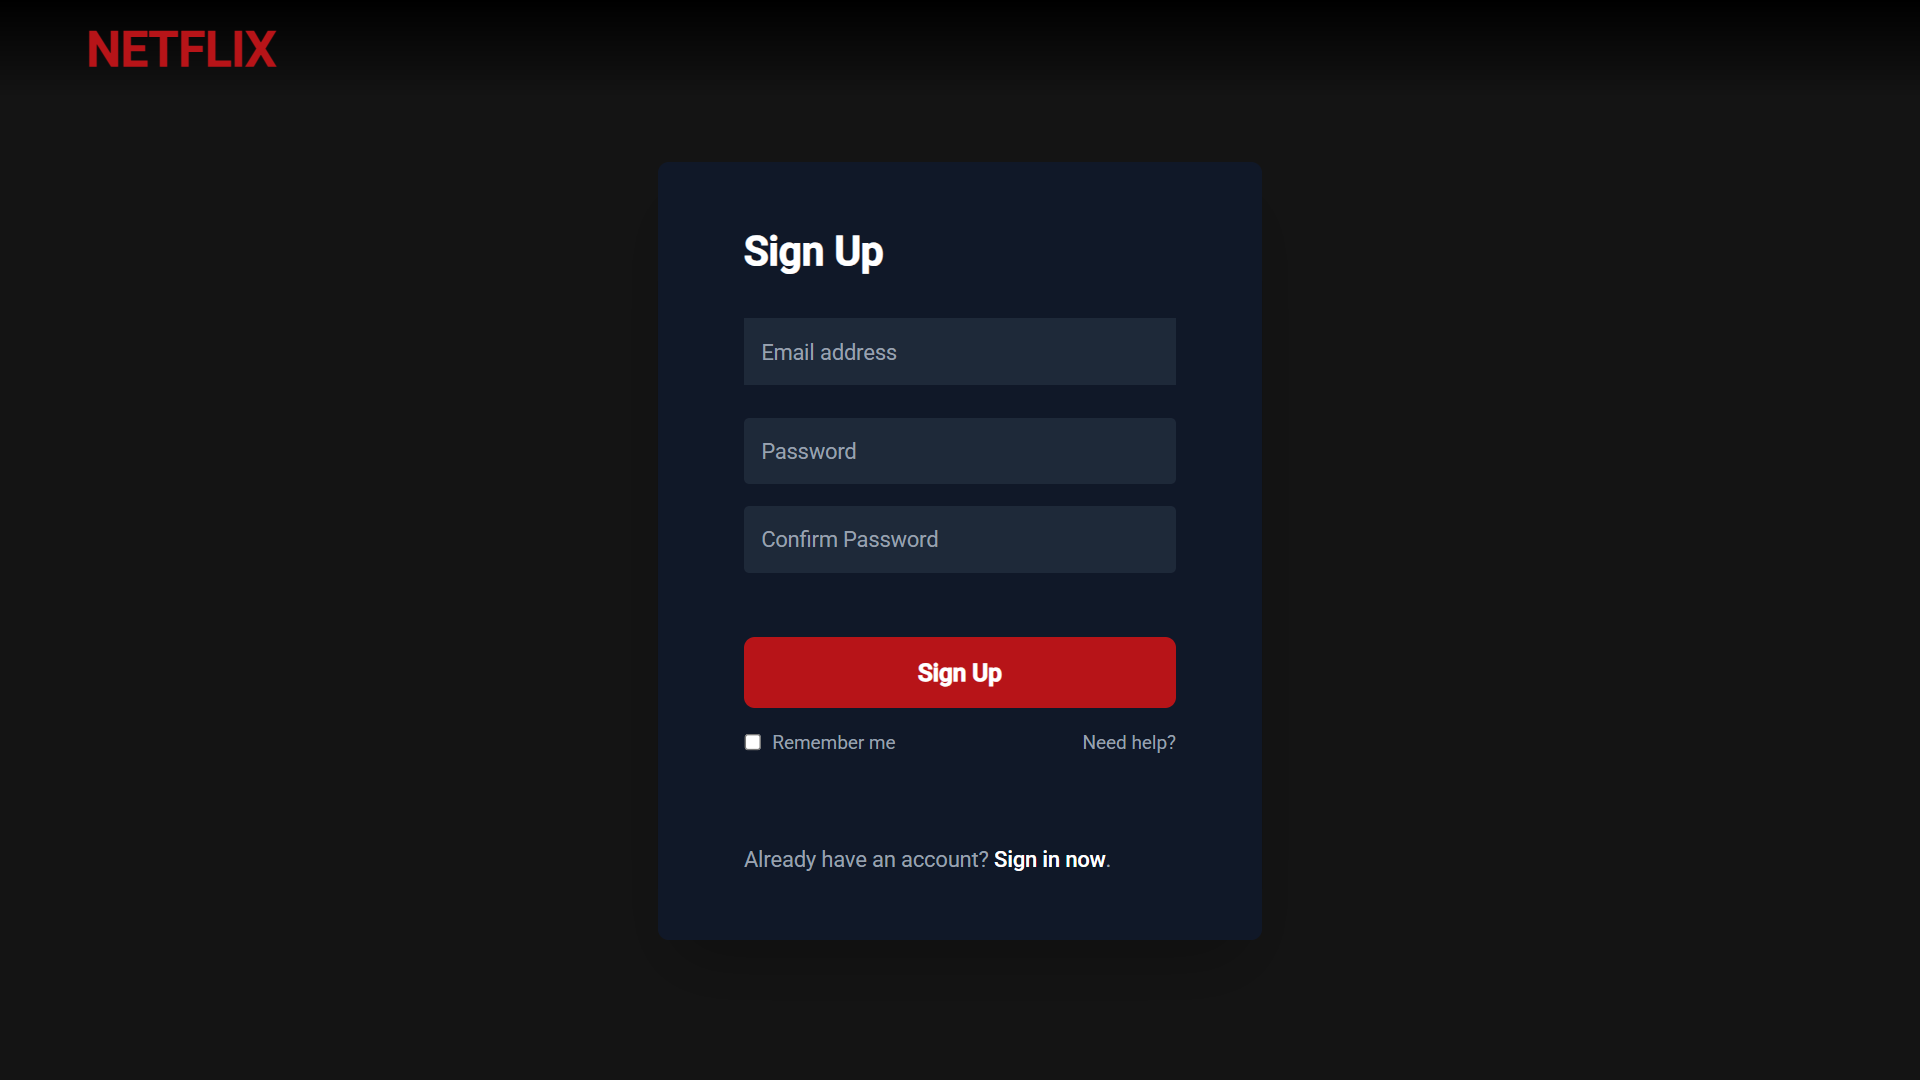 NETFLIX
Sign Up
Email address
Password
Confirm Password
Sign Up
Remember me
Need help?
Already have an account? Sign in now.